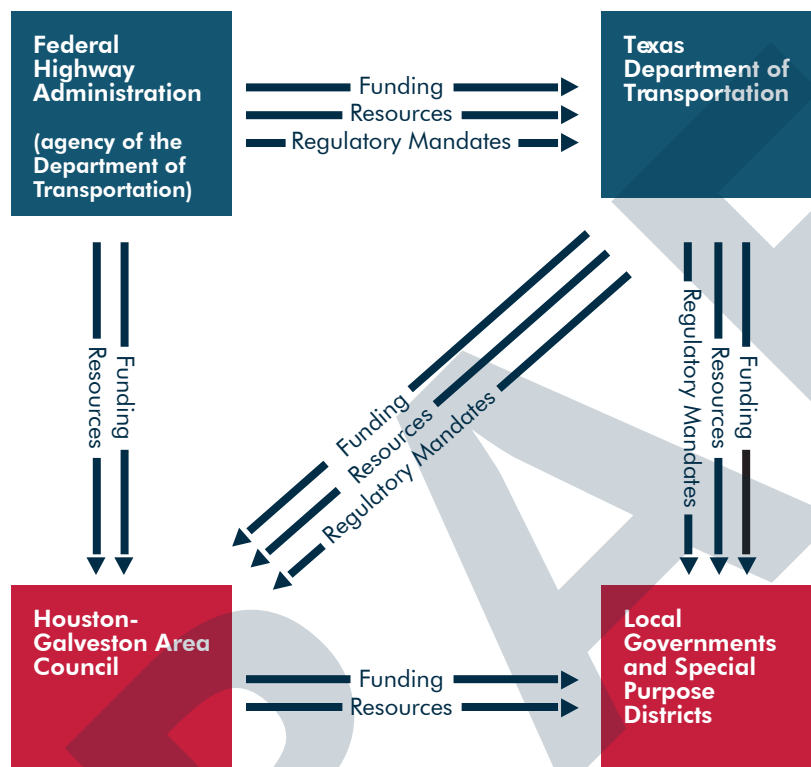 Federal
Highway
Administration
(agency of the
Department of
Transportation)
Funding
Resources
Regulatory Mandates
Texas
Department of
Transportation
Resources
Funding
Funding
Resources
Regulatory Mandates
Regulatory Mandates
Resources
Funding
Houston-
Galveston Area
Council
Funding
Resources
Local
Governments
and Special
Purpose
Districts